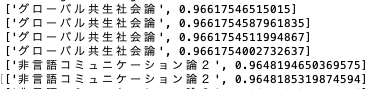 ['グローバル共生社会論', 0.96617546515015]
['グローバル共生社会論', 0.9661754587961835]
['グローバル共生社会論', 0.9661754511994867]
['グローバル共生社会論', 0.9661754002732637]
['非言語コミュニケーション論２', 0.9648194650369575]
['非言語コミュニケーション論２', 0.9648185319874594]